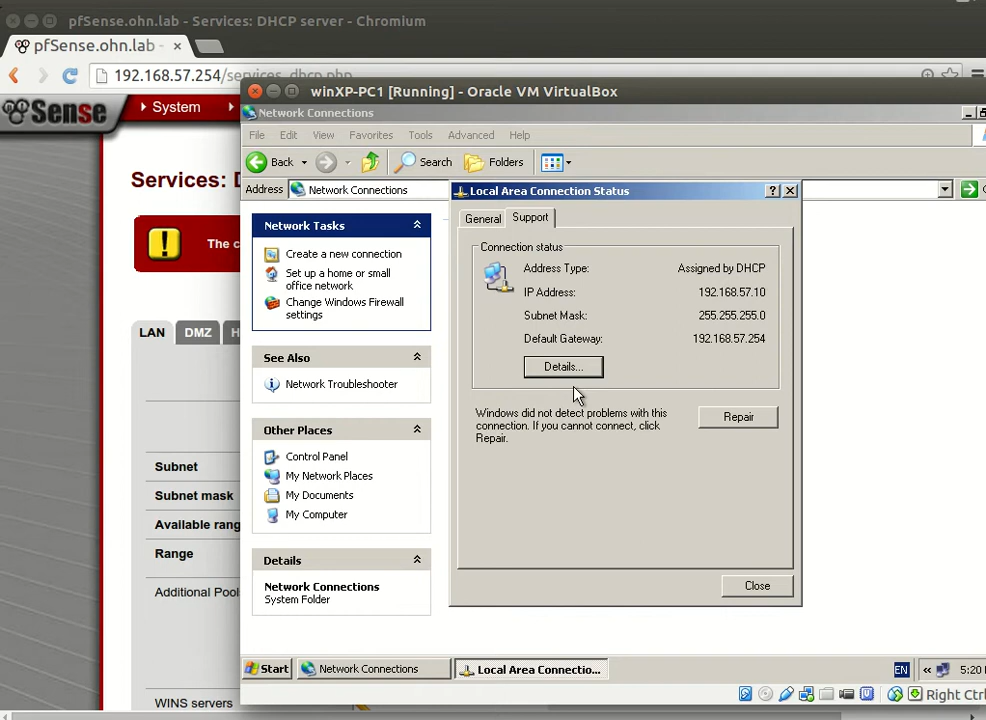 pfSense.ohn.lab - Services: DHCP server - Chromium
pfSense.ohn.lab - ×
192.168.57.254/services_dhcp.php
Sense
System
Services: D
The c
LAN
DMZ
H
Subnet
Subnet mask
Available rang
Range
Additional Pool
WINS servers
winXP-PC1 [Running] - Oracle VM VirtualBox
Network Connections
File Edit View Favorites Tools Advanced Help
Back Search Folders
Address Network Connections
Network Tasks
Create a new connection
Set up a home or small
office network
Change Windows Firewall
settings
See Also
Network Troubleshooter
Other Places
Control Panel
My Network Places
My Documents
My Computer
Details
Network Connections
System Folder
Local Area Connection Status
General Support
Connection status
Address Type: Assigned by DHCP
IP Address: 192.168.57.10
Subnet Mask: 255.255.255.0
Default Gateway: 192.168.57.254
Details...
Windows did not detect problems with this
connection. If you cannot connect, click
Repair.
Repair
Close
Start Network Connections Local Area Connectio... EN « 5:20
Right Ctrl